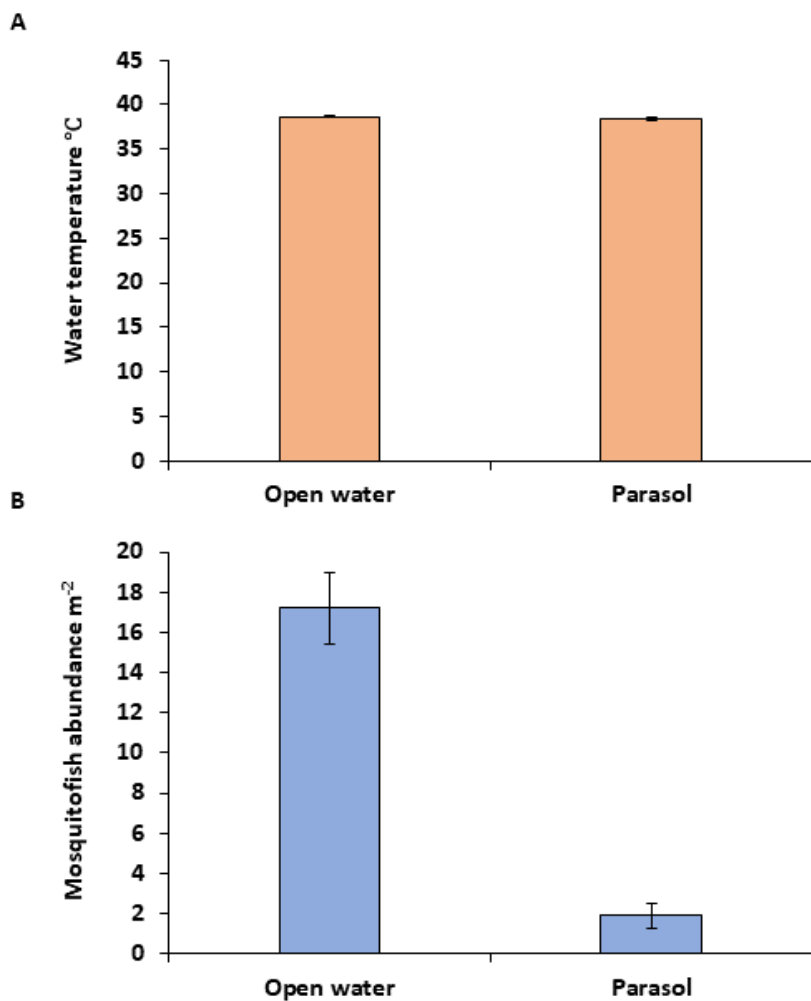 A
Water temperature °C
45
40
35
30
25
20
15
10
5
0
Open water
Parasol
B
Mosquitofish abundance m⁻²
20
18
16
14
12
10
8
6
4
2
0
Open water
Parasol